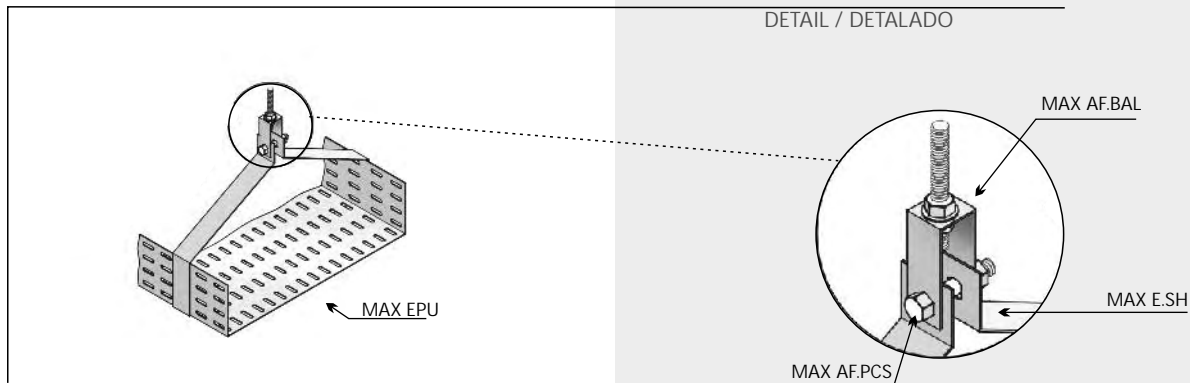 DETAIL / DETALADO
MAX AF.BAL
MAX EPU
MAX E.SH
MAX AF.PCS